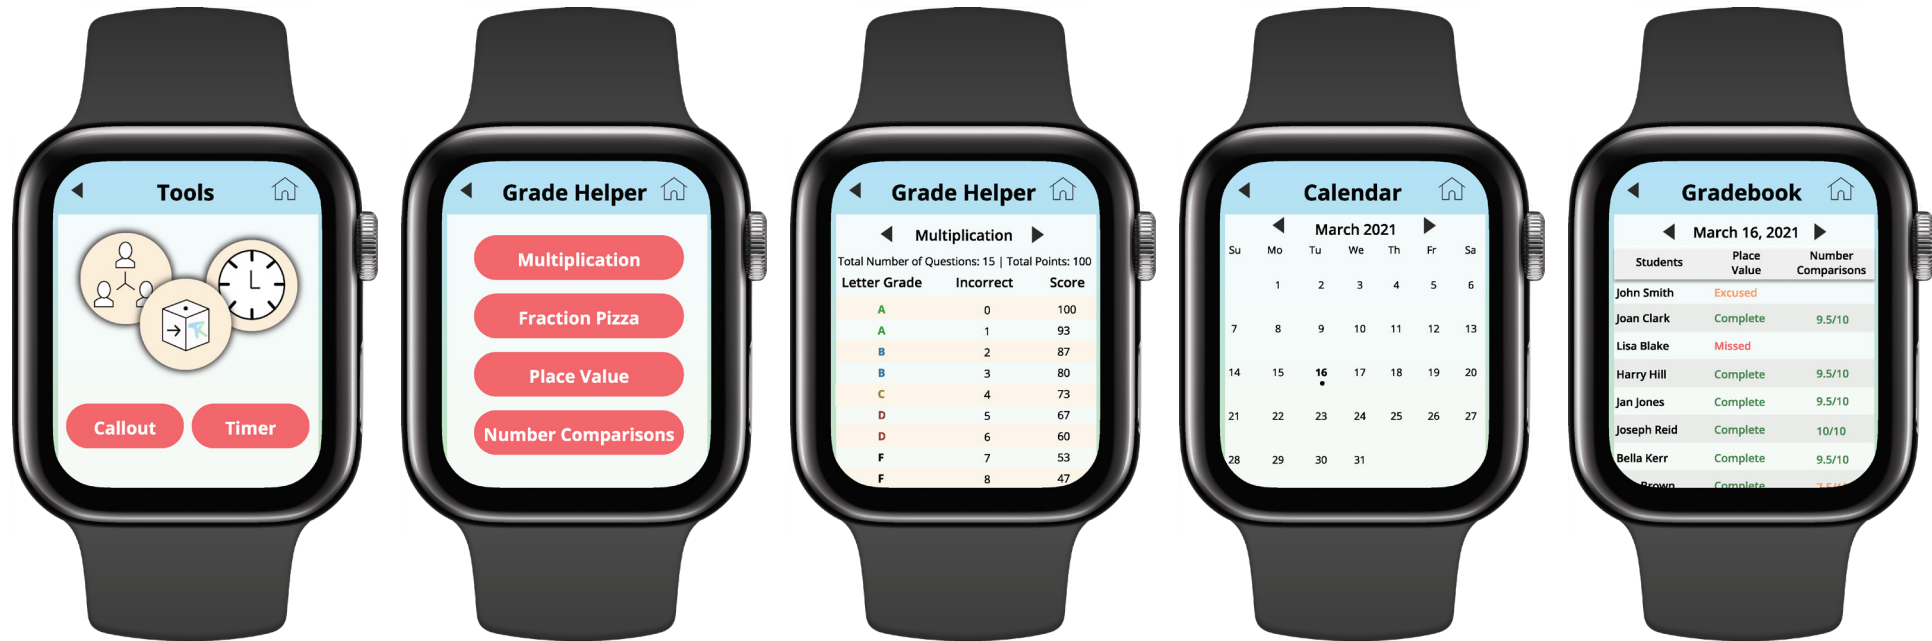 Tools
Callout
Timer
Grade Helper
Multiplication
Fraction Pizza
Place Value
Number Comparisons
Grade Helper
Multiplication
Total Number of Questions: 15 | Total Points: 100
Letter Grade Incorrect Score
A 0 100
A 1 93
B 2 87
B 3 80
C 4 73
D 5 67
D 6 60
F 7 53
F 8 47
Calendar
March 2021
Su Mo Tu We Th Fr Sa
1 2 3 4 5 6
7 8 9 10 11 12 13
14 15 16 17 18 19 20
21 22 23 24 25 26 27
28 29 30 31
Gradebook
March 16, 2021
Students Place Value Number Comparisons
John Smith Excused
Joan Clark Complete 9.5/10
Lisa Blake Missed
Harry Hill Complete 9.5/10
Jan Jones Complete 9.5/10
Joseph Reid Complete 10/10
Bella Kerr Complete 9.5/10
Brown Complete